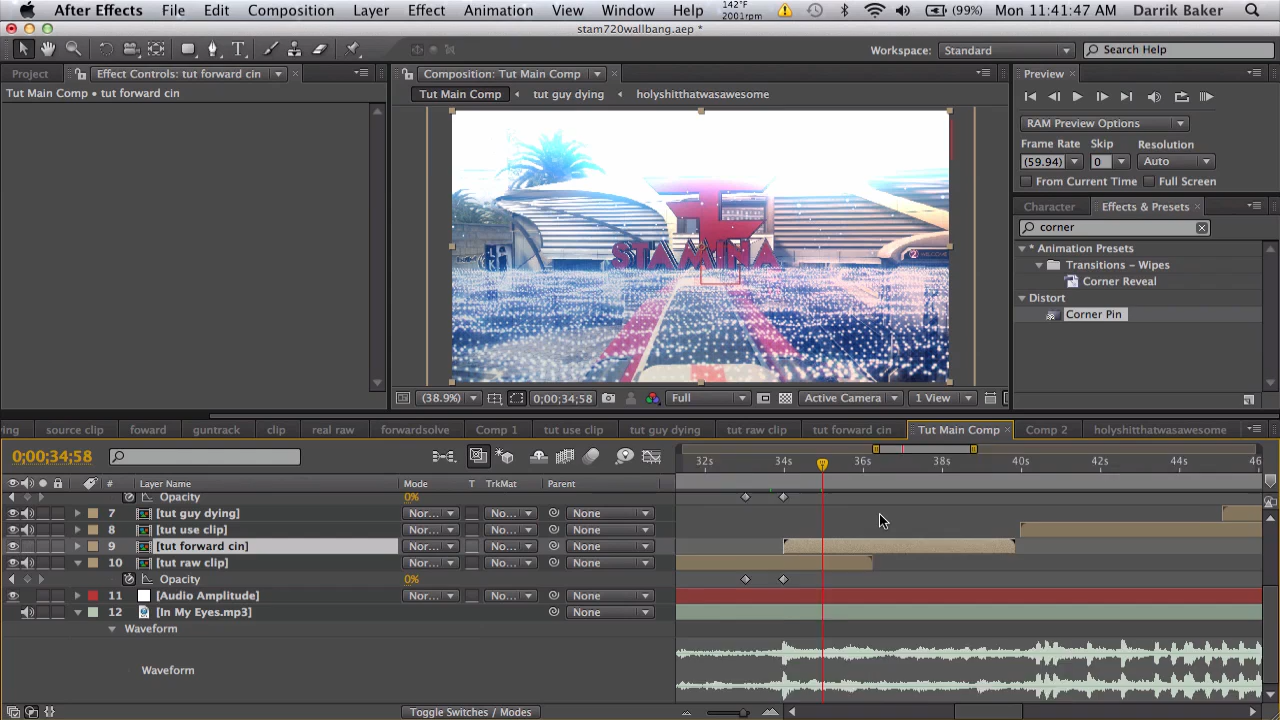 After Effects File Edit Composition Layer Effect Animation View Window Help 142°F 2001rpm (99%) Mon 11:41:47 AM Darrik Baker
stam720wallbang.aep *
Workspace: Standard Search Help
Project Effect Controls: tut forward cin Composition: Tut Main Comp Preview
Tut Main Comp • tut forward cin Tut Main Comp tut guy dying holyshitthatwasawesome
RAM Preview Options
Frame Rate Skip Resolution
(59.94) 0 Auto
From Current Time Full Screen
Character Effects & Presets
corner
* Animation Presets
Transitions – Wipes
Corner Reveal
Distort
Corner Pin
STAMINA
(38.9%) 0;00;34;58 Full Active Camera 1 View
ying source clip foward guntrack clip real raw forwardsolve Comp 1 tut use clip tut guy dying tut raw clip tut forward cin Tut Main Comp Comp 2 holyshitthatwasawesome
0;00;34;58 32s 34s 36s 38s 40s 42s 44s 46
# Layer Name Mode T TrkMat Parent
Opacity 0%
7 [tut guy dying] Nor... No... None
8 [tut use clip] Nor... No... None
9 [tut forward cin] Nor... No... None
10 [tut raw clip] Nor... No... None
Opacity 0%
11 [Audio Amplitude] Nor... No... None
12 [In My Eyes.mp3] None
Waveform
Waveform
Toggle Switches / Modes